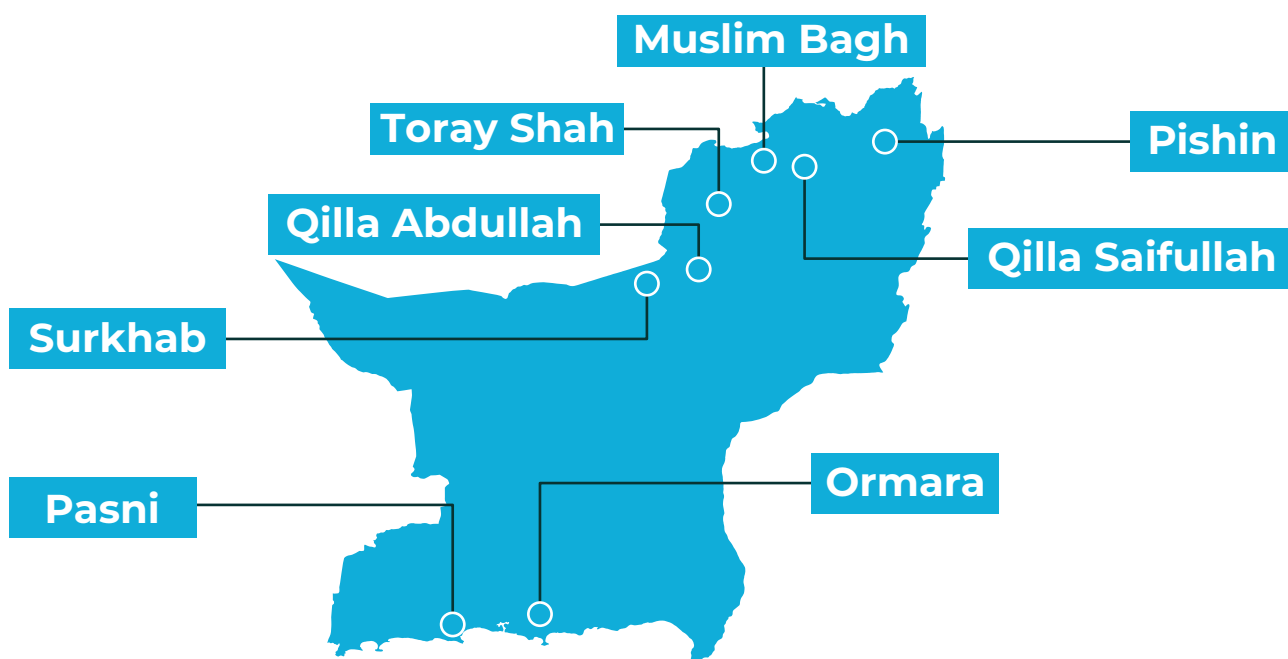 Muslim Bagh
Toray Shah
Pishin
Qilla Abdullah
Qilla Saifullah
Surkhab
Ormara
Pasni